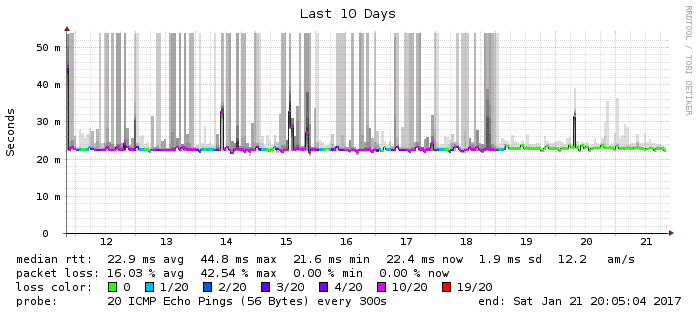 Last 10 Days
RRDTOOL / TOBI OETIKER
Seconds
50 m
40 m
30 m
20 m
10 m
0
12 13 14 15 16 17 18 19 20 21
median rtt: 22.9 ms avg 44.8 ms max 21.6 ms min 22.4 ms now 1.9 ms sd 12.2 am/s
packet loss: 16.03 % avg 42.54 % max 0.00 % min 0.00 % now
loss color: 0 1/20 2/20 3/20 4/20 10/20 19/20
probe: 20 ICMP Echo Pings (56 Bytes) every 300s end: Sat Jan 21 20:05:04 2017